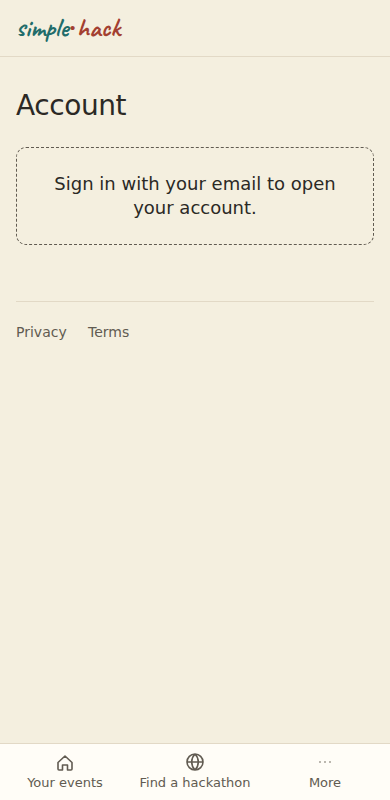 simple·hack
Account
Sign in with your email to open
your account.
Privacy Terms
Your events Find a hackathon More